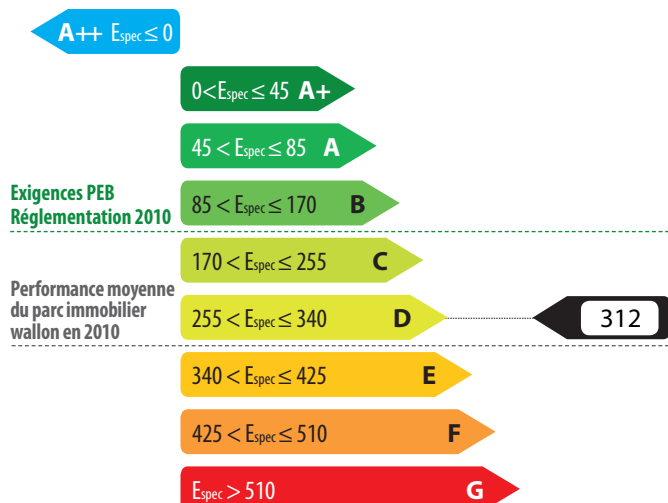 A++ Espec ≤ 0
0<Espec ≤ 45 A+
45 < Espec ≤ 85 A
Exigences PEB
Réglementation 2010
85 < Espec ≤ 170 B
170 < Espec ≤ 255 C
Performance moyenne
du parc immobilier
wallon en 2010
255 < Espec ≤ 340 D
312
340 < Espec ≤ 425 E
425 < Espec ≤ 510 F
Espec > 510 G